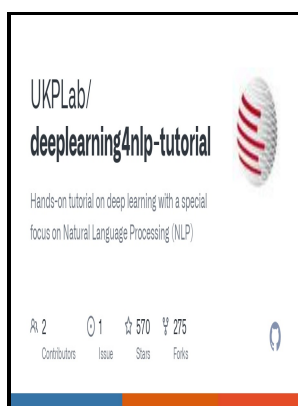 UKPLab/
deeplearning4nlp-tutorial
Hands-on tutorial on deep learning with a special
focus on Natural Language Processing (NLP)
2 1 570 275
Contributors Issue Stars Forks